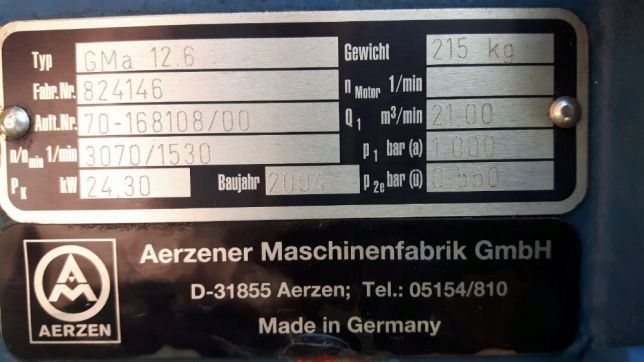 Typ GMa 12.6 Gewicht 215 kg
Fabr.Nr. 824146 n Motor 1/min
Auft.Nr. 70-168108/00 Q1 m³/min 21.00
n/n min 1/min 3070/1530 p1 bar (a) 1.000
PK kW 24.30 Baujahr 2004 p2e bar (ü) 0.550
AERZEN
Aerzener Maschinenfabrik GmbH
D-31855 Aerzen; Tel.: 05154/810
Made in Germany